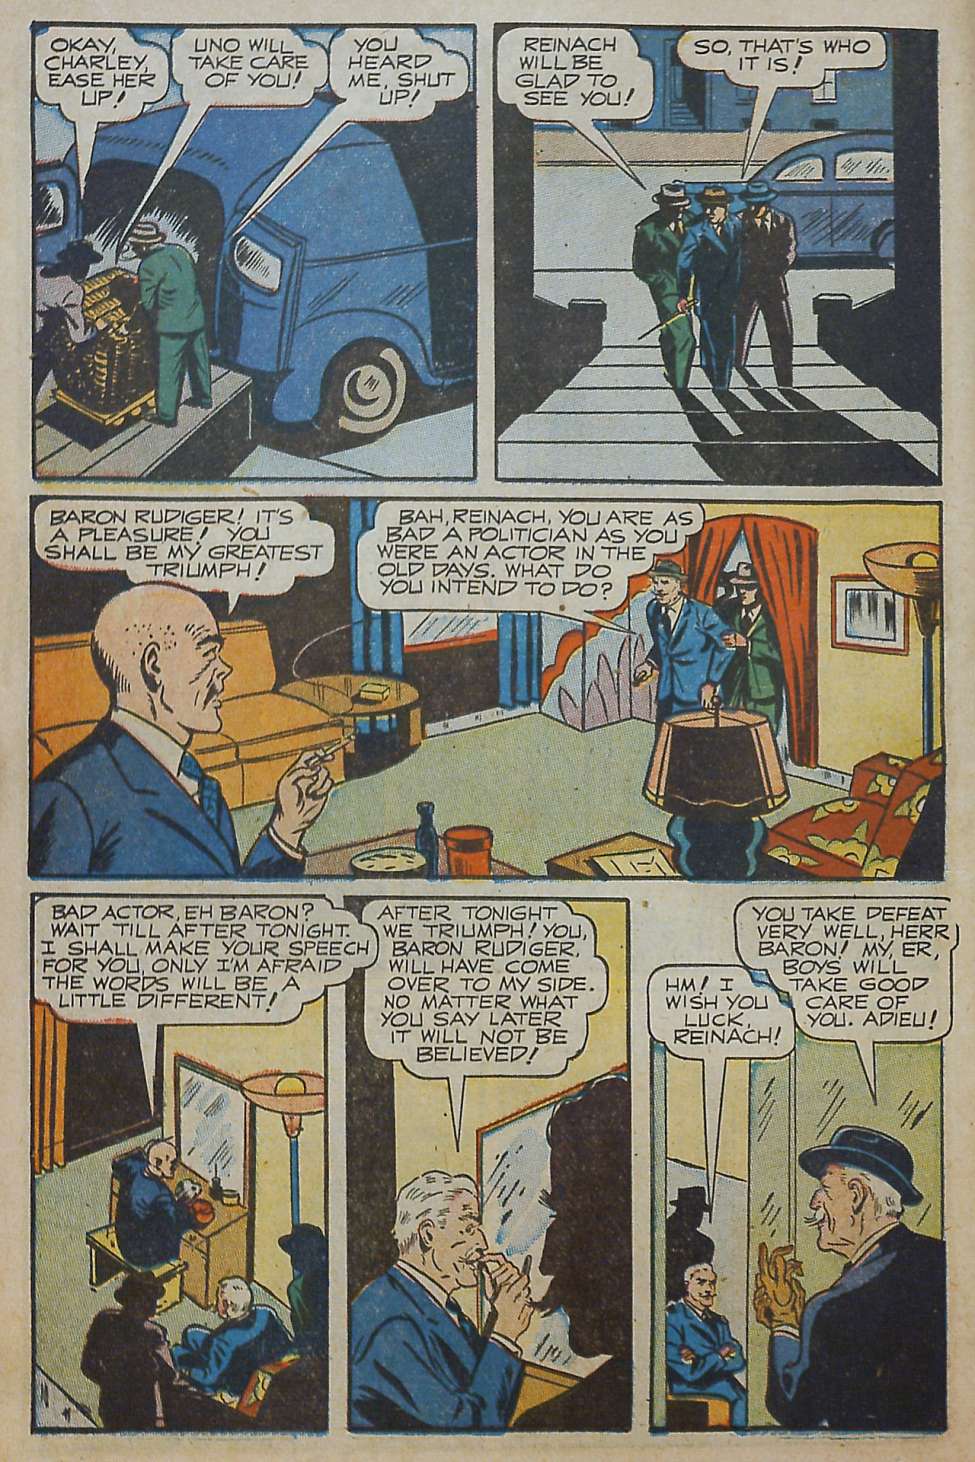 OKAY,
CHARLEY,
EASE HER
UP!
UNO WILL
TAKE CARE
OF YOU!
YOU
HEARD
ME, SHUT
UP!
REINACH
WILL BE
GLAD TO
SEE YOU!
SO, THAT'S WHO
IT IS!
BARON RUDIGER! IT'S
A PLEASURE! YOU
SHALL BE MY GREATEST
TRIUMPH!
BAH, REINACH, YOU ARE AS
BAD A POLITICIAN AS YOU
WERE AN ACTOR IN THE
OLD DAYS. WHAT DO
YOU INTEND TO DO?
BAD ACTOR, EH BARON?
WAIT TILL AFTER TONIGHT.
I SHALL MAKE YOUR SPEECH
FOR YOU, ONLY I'M AFRAID
THE WORDS WILL BE A
LITTLE DIFFERENT!
AFTER TONIGHT
WE TRIUMPH! YOU,
BARON RUDIGER,
WILL HAVE COME
OVER TO MY SIDE.
NO MATTER WHAT
YOU SAY LATER
IT WILL NOT BE
BELIEVED!
HM! I
WISH YOU
LUCK,
REINACH!
YOU TAKE DEFEAT
VERY WELL, HERR
BARON! MY, ER,
BOYS WILL
TAKE GOOD
CARE OF
YOU. ADIEU!